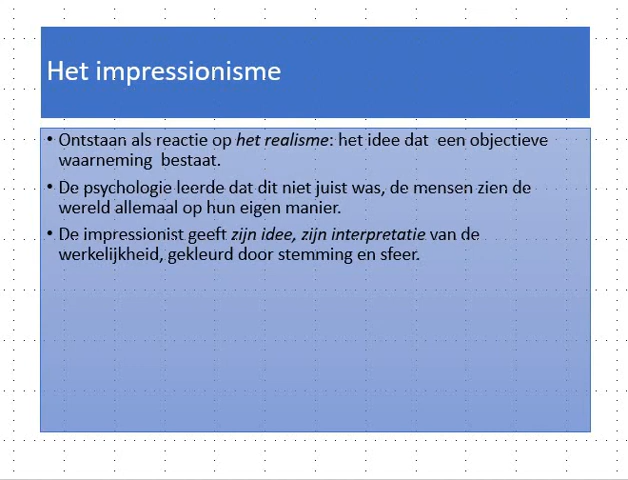 Het impressionisme
• Ontstaan als reactie op het realisme: het idee dat  een objectieve
waarneming  bestaat.
• De psychologie leerde dat dit niet juist was, de mensen zien de
wereld allemaal op hun eigen manier.
• De impressionist geeft zijn idee, zijn interpretatie van de
werkelijkheid, gekleurd door stemming en sfeer.